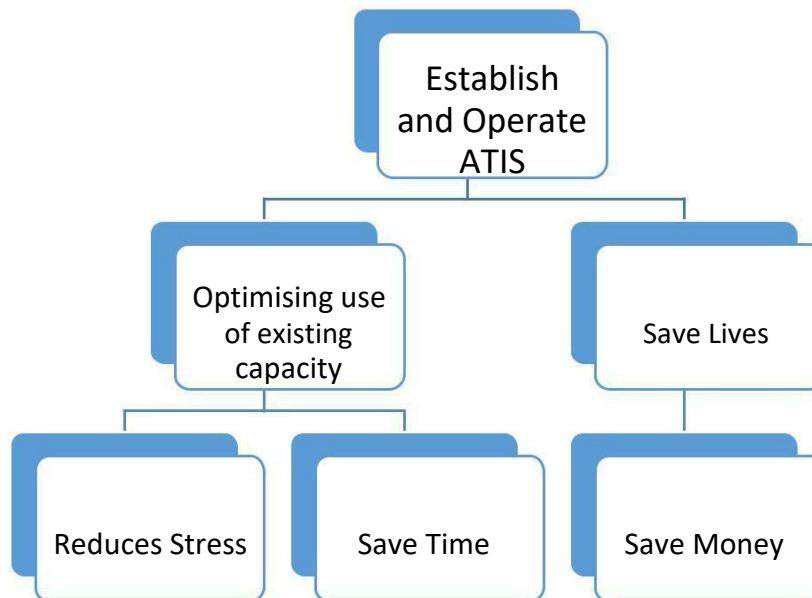 Establish
and Operate
ATIS
Optimising use
of existing
capacity
Save Lives
Reduces Stress
Save Time
Save Money